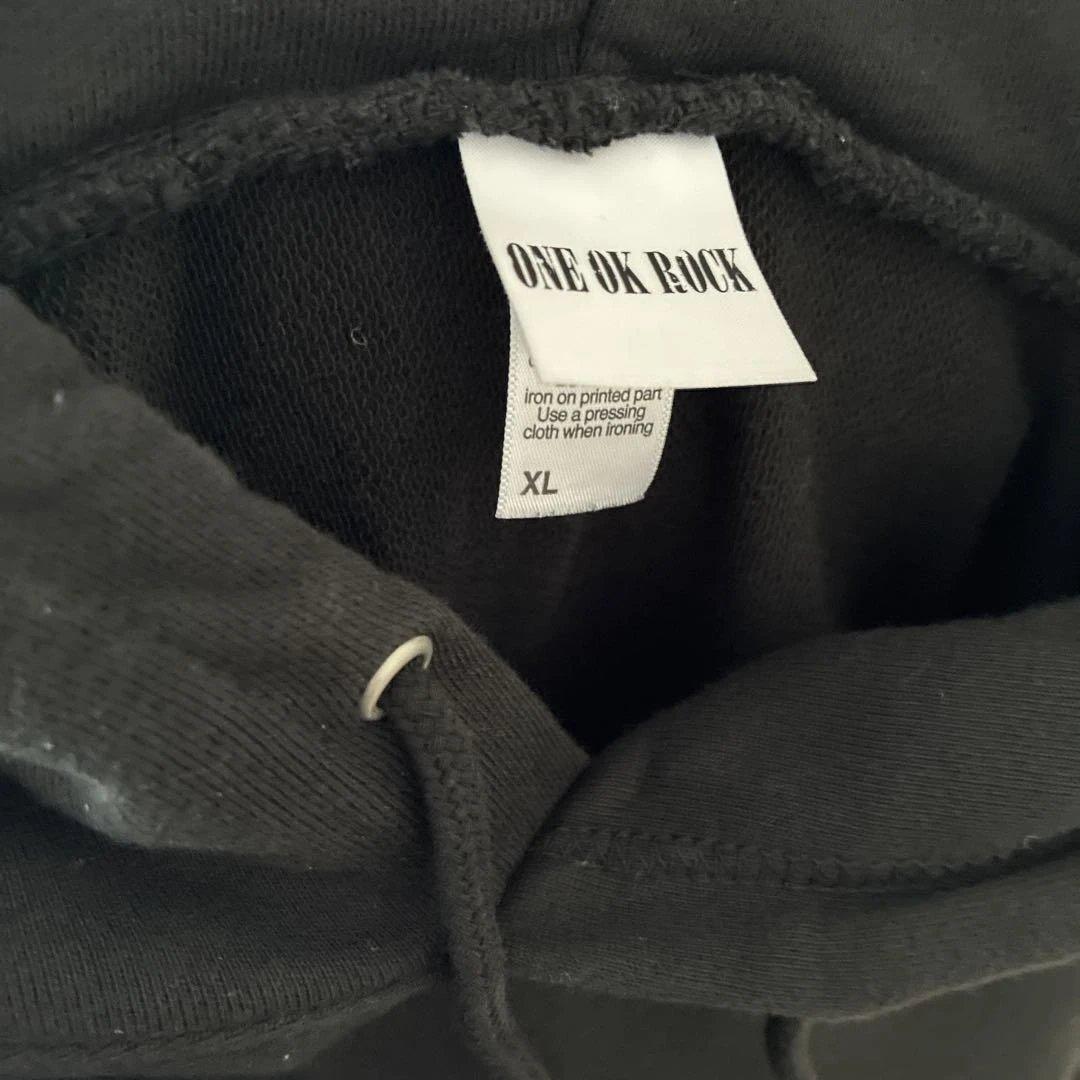 ONE OK ROCK
iron on printed part
Use a pressing
cloth when ironing
XL